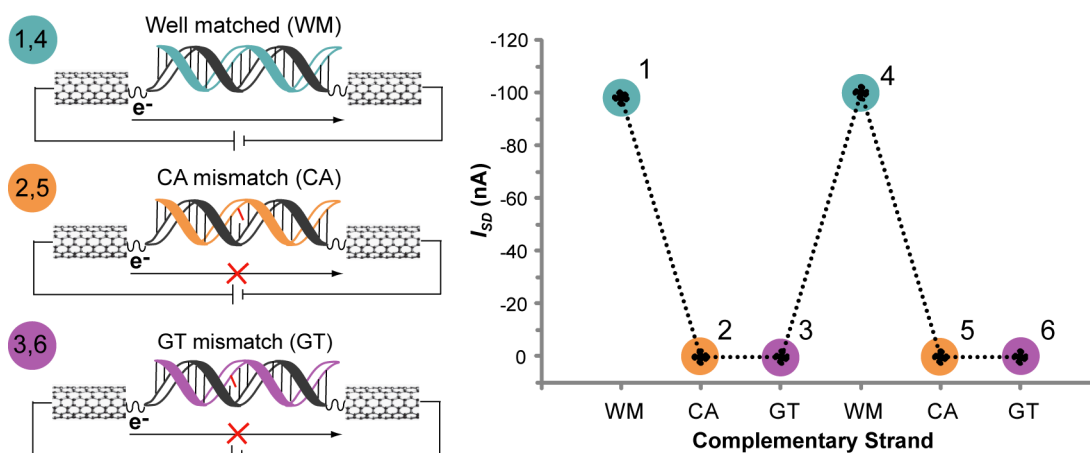 1,4
Well matched (WM)
e-
2,5
CA mismatch (CA)
e-
3,6
GT mismatch (GT)
e-
-120
-100
-80
-60
-40
-20
0
I_SD (nA)
1
2
3
4
5
6
WM CA GT WM CA GT
Complementary Strand